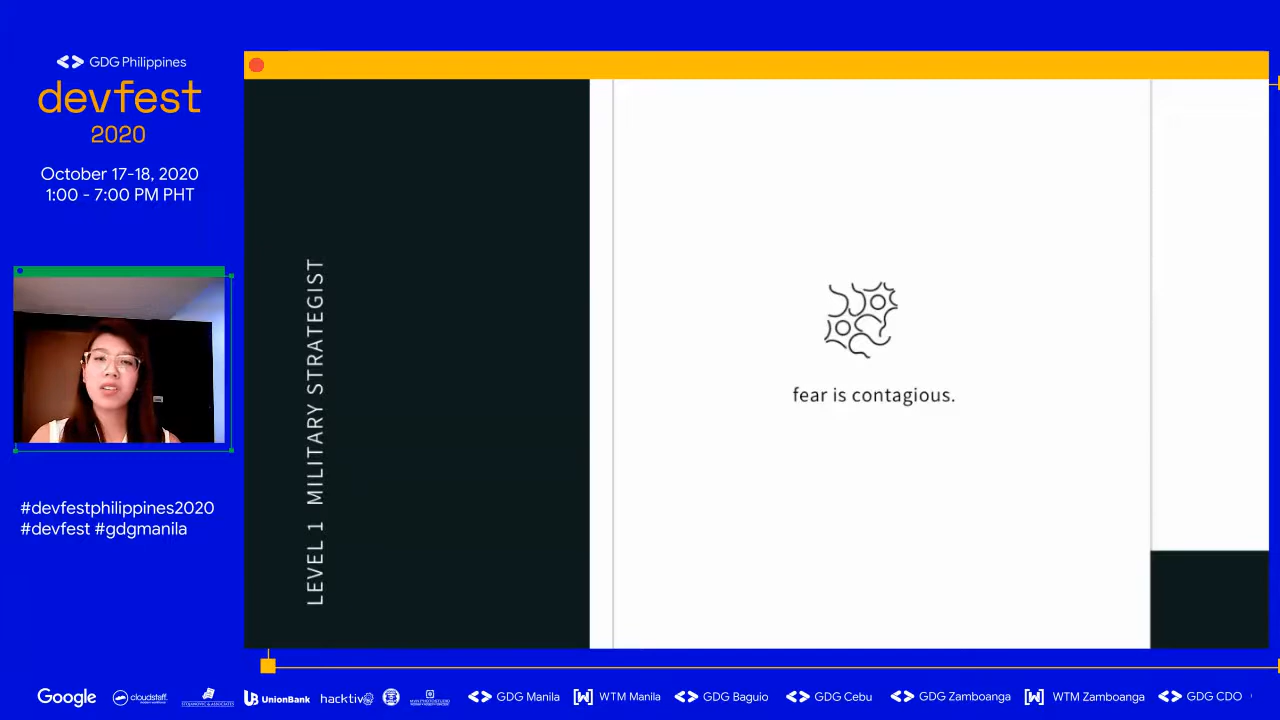 GDG Philippines
devfest
2020
October 17-18, 2020
1:00 - 7:00 PM PHT
#devfestphilippines2020
#devfest #gdgmanila
LEVEL 1 MILITARY STRATEGIST
fear is contagious.
Google
cloudstaff
UnionBank
hacktiv8
GDG Manila
WTM Manila
GDG Baguio
GDG Cebu
GDG Zamboanga
WTM Zamboanga
GDG CDO